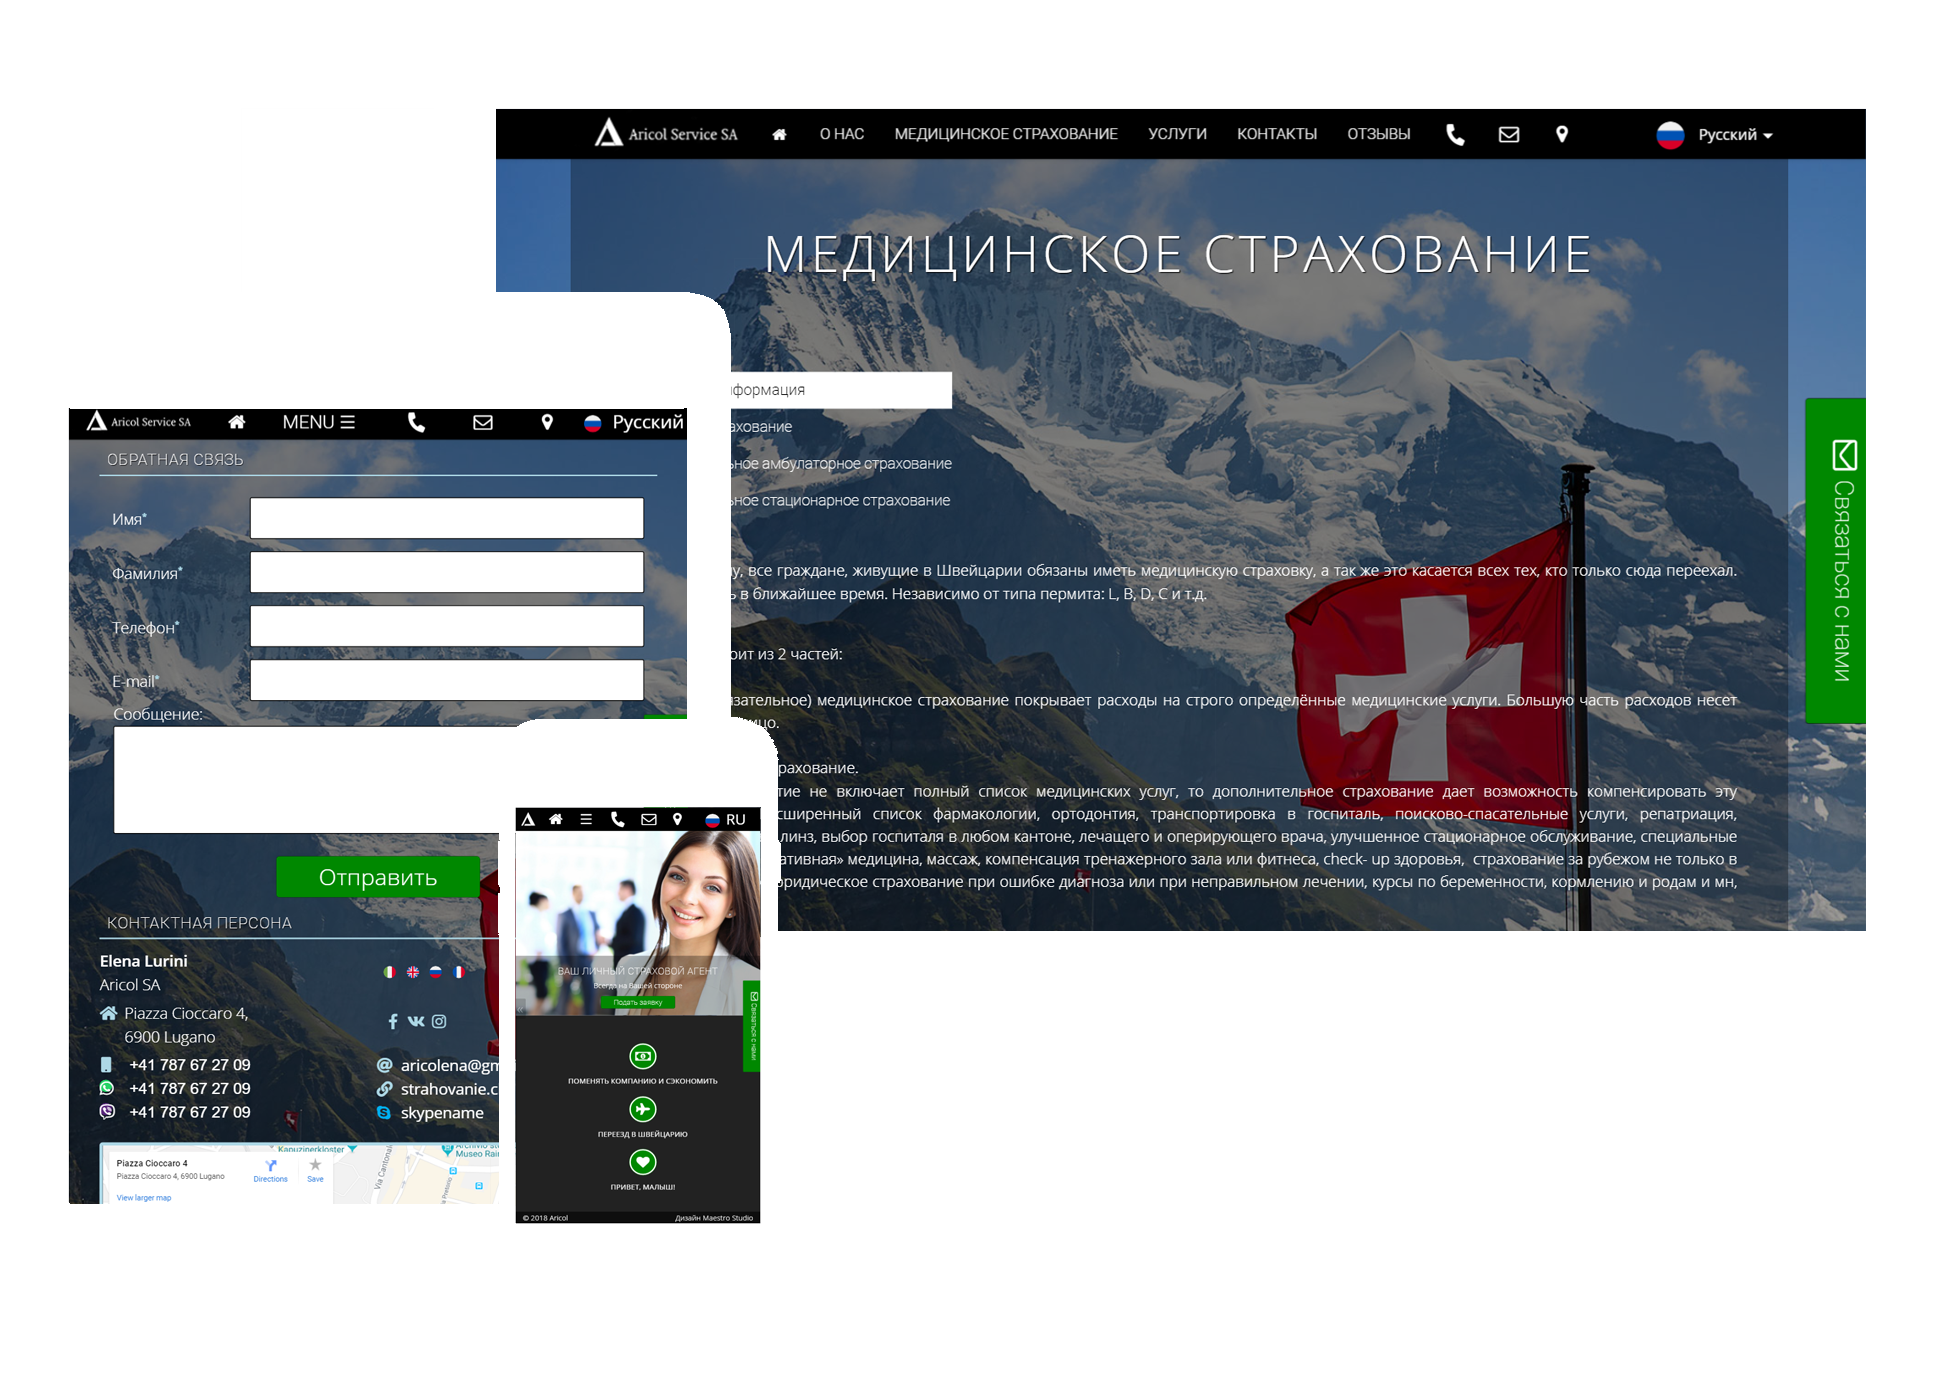 Aricol Service SA
О НАС
МЕДИЦИНСКОЕ СТРАХОВАНИЕ
УСЛУГИ
КОНТАКТЫ
ОТЗЫВЫ
Русский
МЕДИЦИНСКОЕ СТРАХОВАНИЕ
формация
ахование
ьное амбулаторное страхование
ьное стационарное страхование
у, все граждане, живущие в Швейцарии обязаны иметь медицинскую страховку, а так же это касается всех тех, кто только сюда переехал.
ь в ближайшее время. Независимо от типа пермита: L, B, D, C и т.д.
оит из 2 частей:
язательное) медицинское страхование покрывает расходы на строго определённые медицинские услуги. Большую часть расходов несет
ицо.
рахование.
тие не включает полный список медицинских услуг, то дополнительное страхование дает возможность компенсировать эту
сширенный список фармакологии, ортодонтия, транспортировка в госпиталь, поисково-спасательные услуги, репатриация,
линз, выбор госпиталя в любом кантоне, лечащего и оперирующего врача, улучшенное стационарное обслуживание, специальные
ативная» медицина, массаж, компенсация тренажерного зала или фитнеса, check- up здоровья, страхование за рубежом не только в
ридическое страхование при ошибке диагноза или при неправильном лечении, курсы по беременности, кормлению и родам и мн,
Связаться с нами
Aricol Service SA
MENU
Русский
ОБРАТНАЯ СВЯЗЬ
Имя*
Фамилия*
Телефон*
E-mail*
Сообщение:
Отправить
КОНТАКТНАЯ ПЕРСОНА
Elena Lurini
Aricol SA
Piazza Cioccaro 4,
6900 Lugano
+41 787 67 27 09
+41 787 67 27 09
+41 787 67 27 09
aricolena@gm
strahovanie.c
skypename
Piazza Cioccaro 4
Piazza Cioccaro 4, 6900 Lugano
View larger map
Directions
Save
Kapuzinerkloster
Via Cantonal
Museo Rai
RU
ВАШ ЛИЧНЫЙ СТРАХОВОЙ АГЕНТ
Всегда на Вашей стороне
Подать заявку
Связаться с нами
ПОМЕНЯТЬ КОМПАНИЮ И СЭКОНОМИТЬ
ПЕРЕЕЗД В ШВЕЙЦАРИЮ
ПРИВЕТ, МАЛЫШ!
© 2018 Aricol
Дизайн Maestro Studio